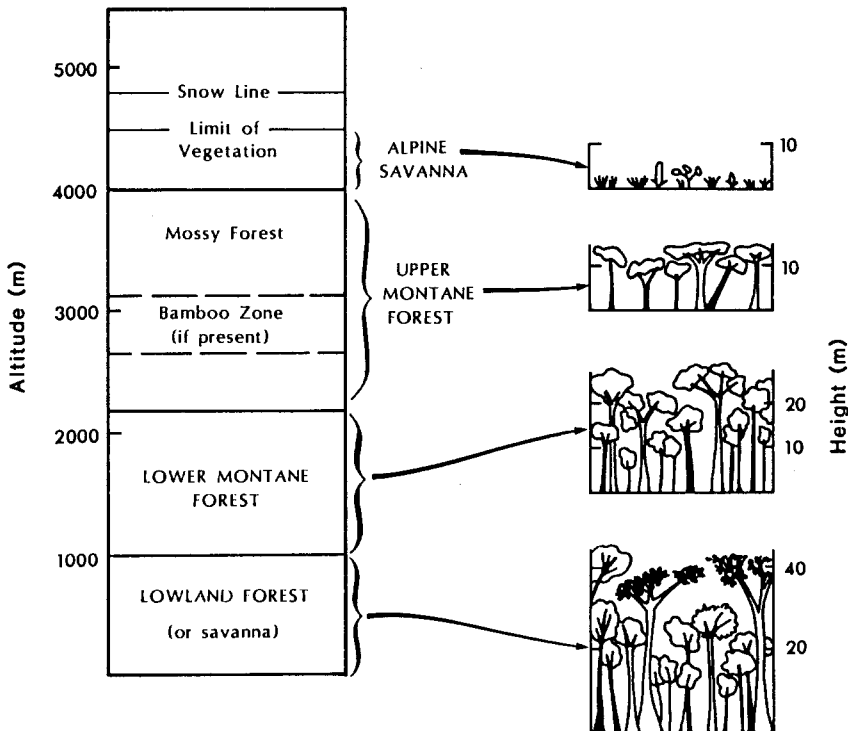 Altitude (m)
5000
4000
3000
2000
1000
Snow Line
Limit of
Vegetation
Mossy Forest
Bamboo Zone
(if present)
LOWER MONTANE
FOREST
LOWLAND FOREST
(or savanna)
ALPINE
SAVANNA
UPPER
MONTANE
FOREST
10
10
20
10
40
20
Height (m)